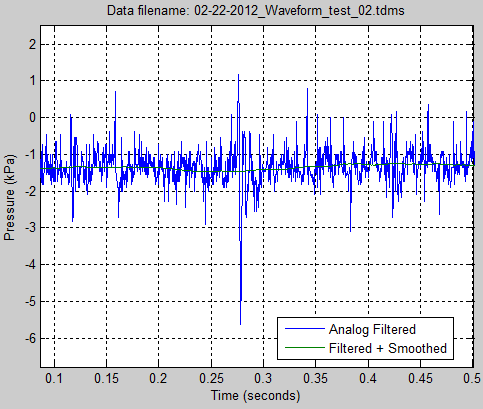 Data filename: 02-22-2012_Waveform_test_02.tdms
2
1
0
-1
-2
-3
-4
-5
-6
Pressure (kPa)
Analog Filtered
Filtered + Smoothed
0.1 0.15 0.2 0.25 0.3 0.35 0.4 0.45 0.5
Time (seconds)